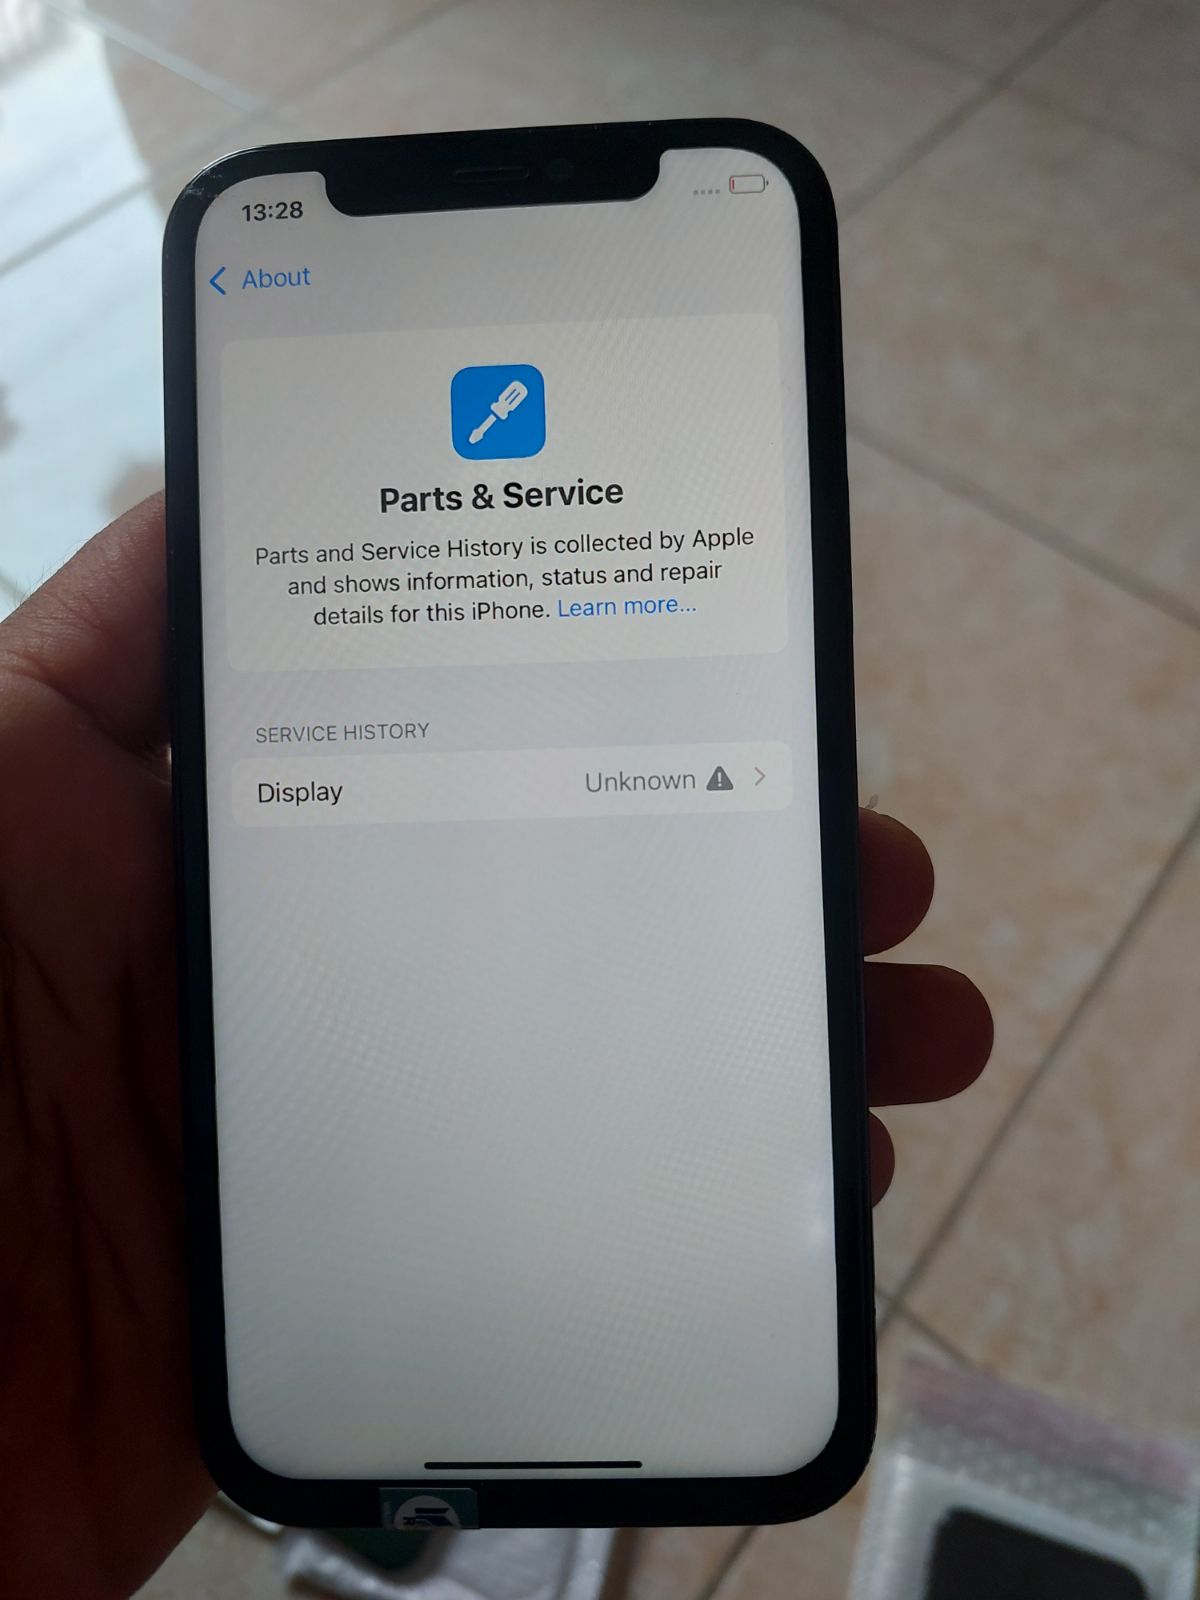 13:28
About
Parts & Service
Parts and Service History is collected by Apple
and shows information, status and repair
details for this iPhone. Learn more...
SERVICE HISTORY
Display
Unknown